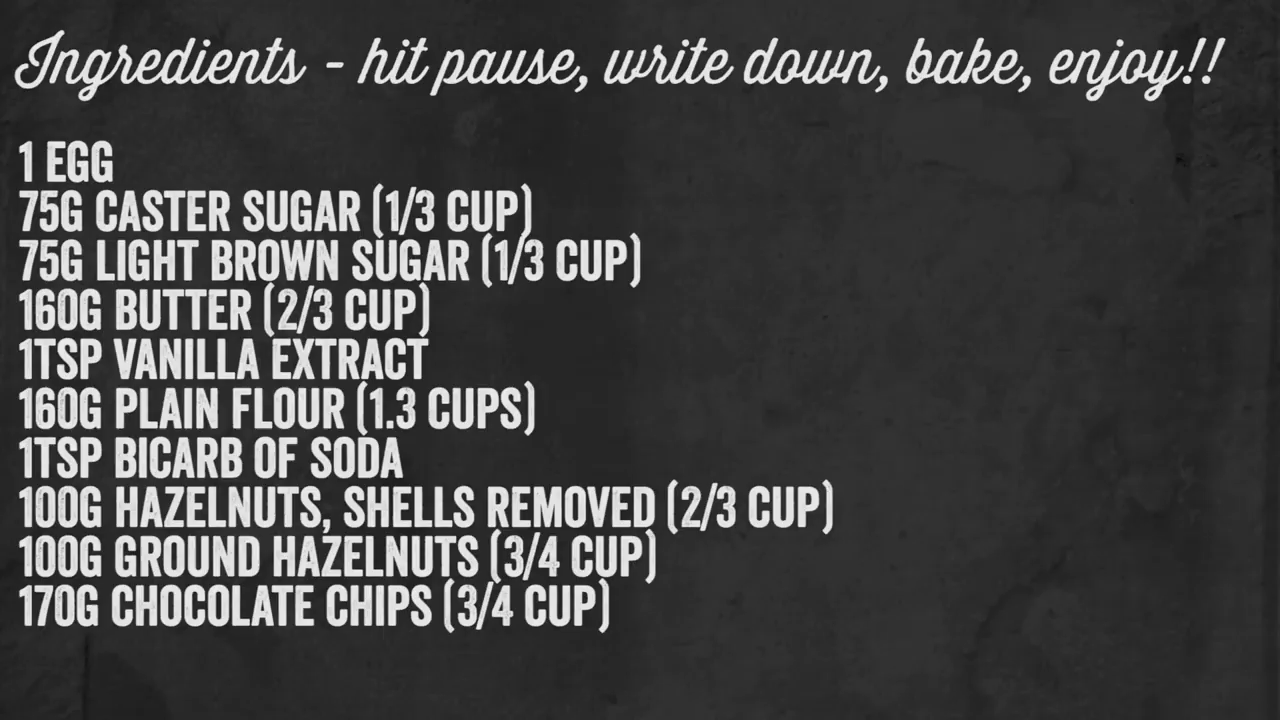 Ingredients - hit pause, write down, bake, enjoy!!
1 EGG
75G CASTER SUGAR (1/3 CUP)
75G LIGHT BROWN SUGAR (1/3 CUP)
160G BUTTER (2/3 CUP)
1TSP VANILLA EXTRACT
160G PLAIN FLOUR (1.3 CUPS)
1TSP BICARB OF SODA
100G HAZELNUTS, SHELLS REMOVED (2/3 CUP)
100G GROUND HAZELNUTS (3/4 CUP)
170G CHOCOLATE CHIPS (3/4 CUP)